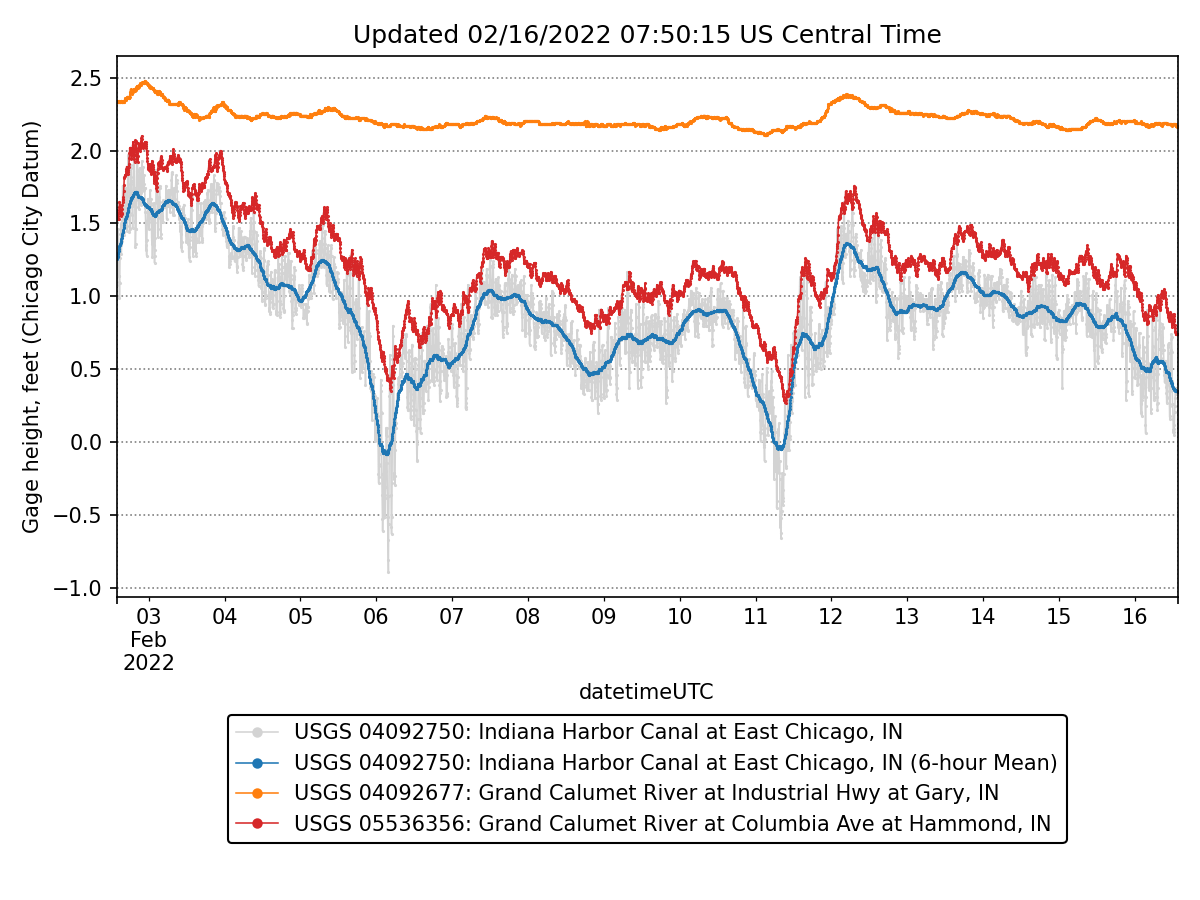 Updated 02/16/2022 07:50:15 US Central Time
Gage height, feet (Chicago City Datum)
2.5
2.0
1.5
1.0
0.5
0.0
−0.5
−1.0
03 04 05 06 07 08 09 10 11 12 13 14 15 16
Feb
2022
datetimeUTC
USGS 04092750: Indiana Harbor Canal at East Chicago, IN
USGS 04092750: Indiana Harbor Canal at East Chicago, IN (6-hour Mean)
USGS 04092677: Grand Calumet River at Industrial Hwy at Gary, IN
USGS 05536356: Grand Calumet River at Columbia Ave at Hammond, IN